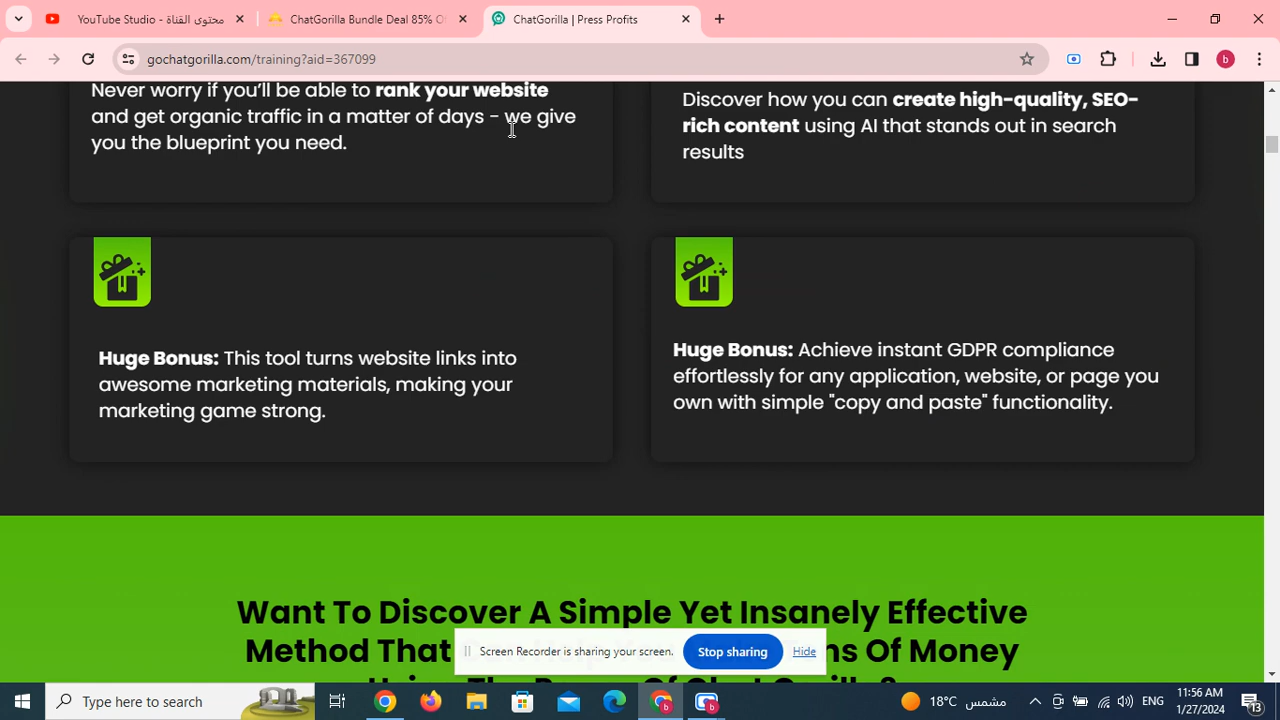 YouTube Studio - محتوى القناة
ChatGorilla Bundle Deal 85% O
ChatGorilla | Press Profits
gochatgorilla.com/training?aid=367099
b
Never worry if you'll be able to rank your website
and get organic traffic in a matter of days - we give
you the blueprint you need.
Discover how you can create high-quality, SEO-
rich content using AI that stands out in search
results
Huge Bonus: This tool turns website links into
awesome marketing materials, making your
marketing game strong.
Huge Bonus: Achieve instant GDPR compliance
effortlessly for any application, website, or page you
own with simple "copy and paste" functionality.
Want To Discover A Simple Yet Insanely Effective
Method That
ns Of Money
Screen Recorder is sharing your screen.
Stop sharing
Hide
Type here to search
18°C
مشمس
ENG
11:56 AM
1/27/2024
13